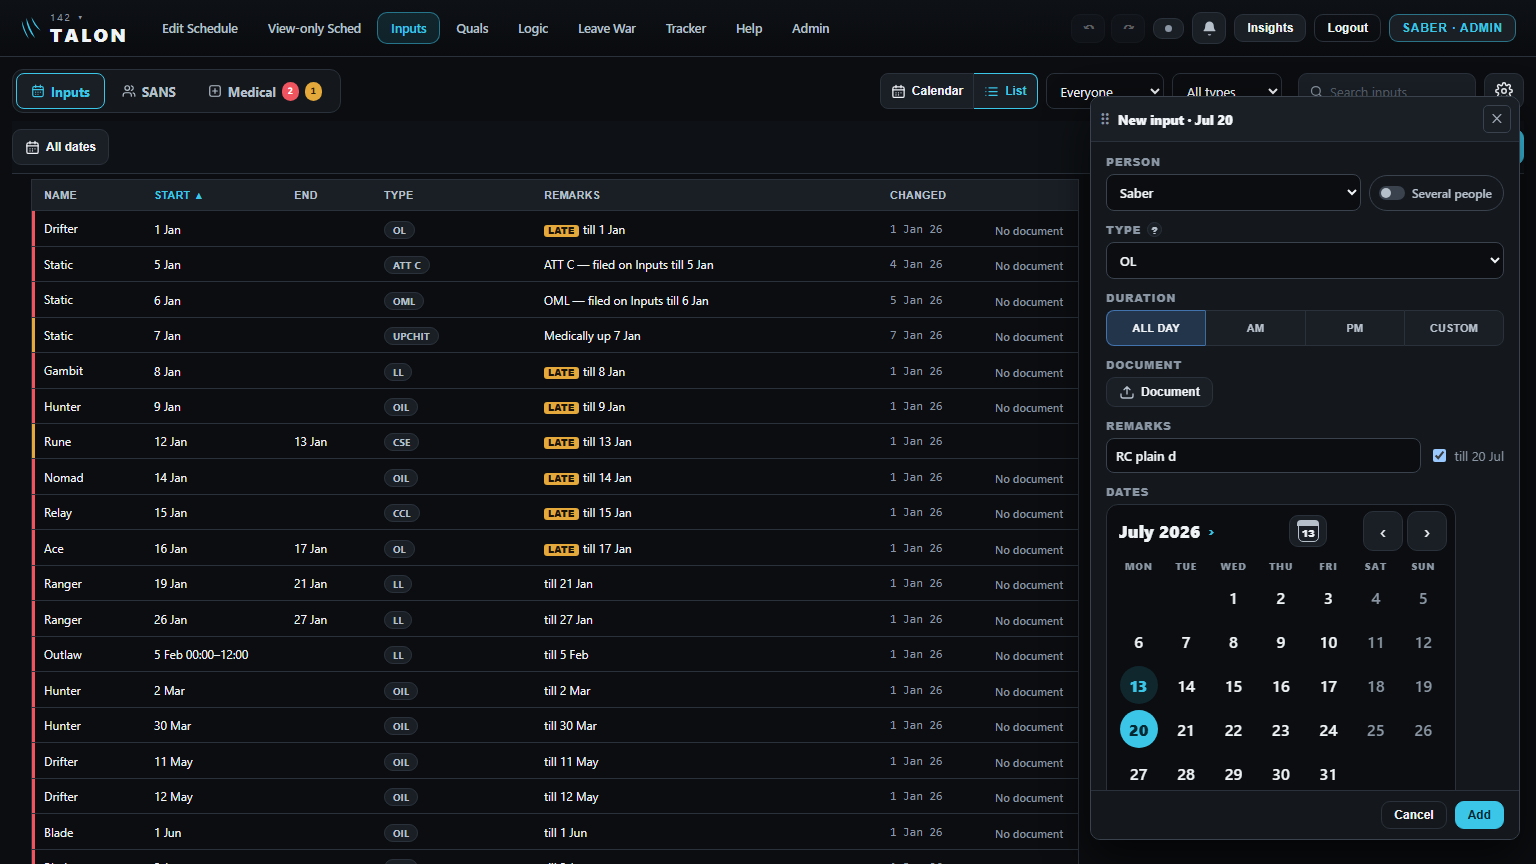 142 ▾
TALON
Edit Schedule
View-only Sched
Inputs
Quals
Logic
Leave War
Tracker
Help
Admin
Insights
Logout
SABER · ADMIN
Inputs
SANS
Medical 2 1
Calendar
List
Everyone
All types
Search inputs
All dates
NAME START ▲ END TYPE REMARKS CHANGED
Drifter 1 Jan OL LATE till 1 Jan 1 Jan 26 No document
Static 5 Jan ATT C ATT C — filed on Inputs till 5 Jan 4 Jan 26 No document
Static 6 Jan OML OML — filed on Inputs till 6 Jan 5 Jan 26 No document
Static 7 Jan UPCHIT Medically up 7 Jan 7 Jan 26 No document
Gambit 8 Jan LL LATE till 8 Jan 1 Jan 26 No document
Hunter 9 Jan OIL LATE till 9 Jan 1 Jan 26 No document
Rune 12 Jan 13 Jan CSE LATE till 13 Jan 1 Jan 26
Nomad 14 Jan OIL LATE till 14 Jan 1 Jan 26 No document
Relay 15 Jan CCL LATE till 15 Jan 1 Jan 26 No document
Ace 16 Jan 17 Jan OL LATE till 17 Jan 1 Jan 26 No document
Ranger 19 Jan 21 Jan LL till 21 Jan 1 Jan 26 No document
Ranger 26 Jan 27 Jan LL till 27 Jan 1 Jan 26 No document
Outlaw 5 Feb 00:00–12:00 LL till 5 Feb 1 Jan 26 No document
Hunter 2 Mar OIL till 2 Mar 1 Jan 26 No document
Hunter 30 Mar OIL till 30 Mar 1 Jan 26 No document
Drifter 11 May OIL till 11 May 1 Jan 26 No document
Drifter 12 May OIL till 12 May 1 Jan 26 No document
Blade 1 Jun OIL till 1 Jun 1 Jan 26 No document
New input · Jul 20
PERSON
Saber
Several people
TYPE ?
OL
DURATION
ALL DAY AM PM CUSTOM
DOCUMENT
Document
REMARKS
RC plain d
till 20 Jul
DATES
July 2026 ›
13
‹ ›
MON TUE WED THU FRI SAT SUN
1 2 3 4 5
6 7 8 9 10 11 12
13 14 15 16 17 18 19
20 21 22 23 24 25 26
27 28 29 30 31
Cancel
Add